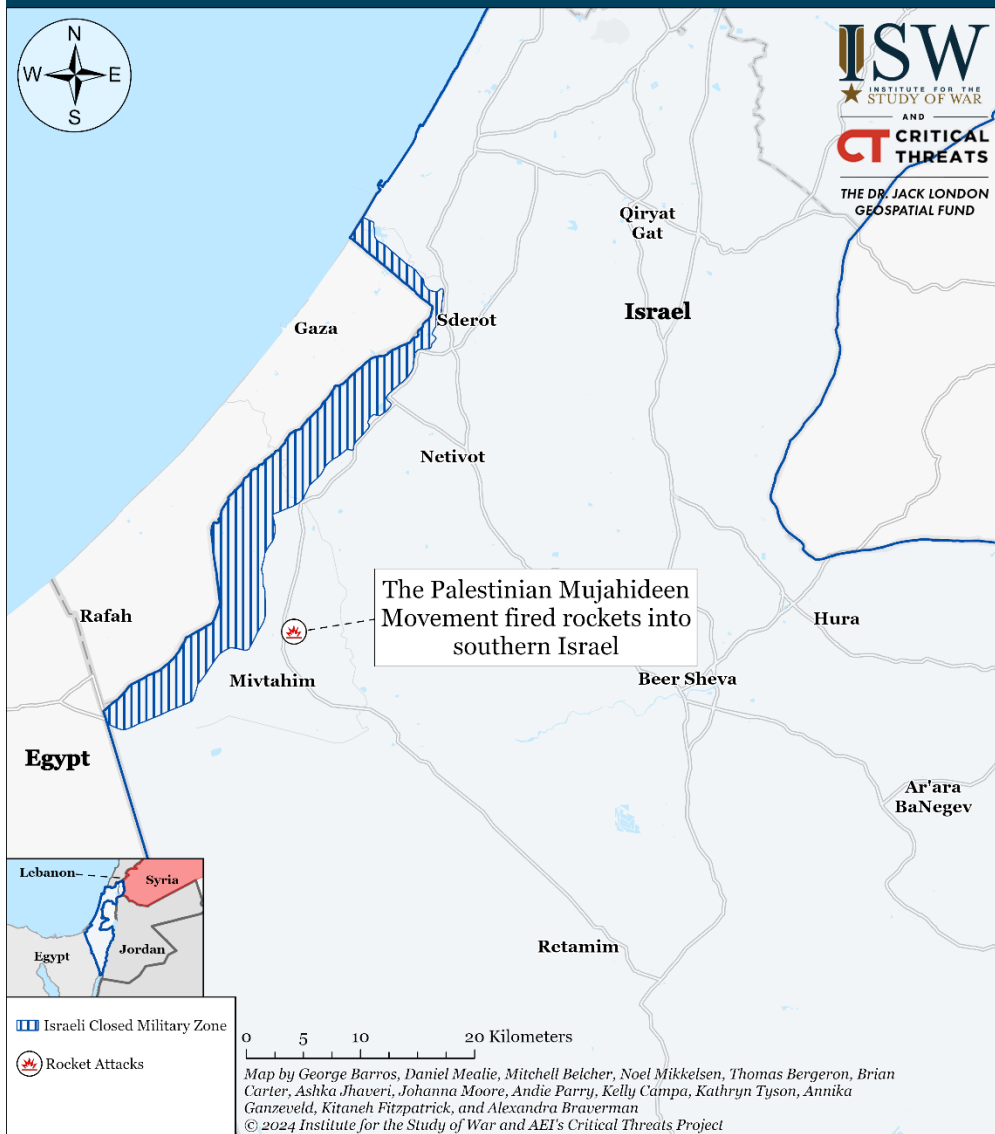 N
W
E
S
ISW
INSTITUTE FOR THE
STUDY OF WAR
AND
CT CRITICAL
THREATS
THE DR. JACK LONDON
GEOSPATIAL FUND
Qiryat
Gat
Israel
Gaza
Sderot
Netivot
The Palestinian Mujahideen
Movement fired rockets into
southern Israel
Rafah
Hura
Mivtahim
Beer Sheva
Egypt
Ar'ara
BaNegev
Retamim
Lebanon
Syria
Egypt
Jordan
Israeli Closed Military Zone
Rocket Attacks
0 5 10 20 Kilometers
Map by George Barros, Daniel Mealie, Mitchell Belcher, Noel Mikkelsen, Thomas Bergeron, Brian
Carter, Ashka Jhaveri, Johanna Moore, Andie Parry, Kelly Campa, Kathryn Tyson, Annika
Ganzeveld, Kitaneh Fitzpatrick, and Alexandra Braverman
© 2024 Institute for the Study of War and AEI's Critical Threats Project